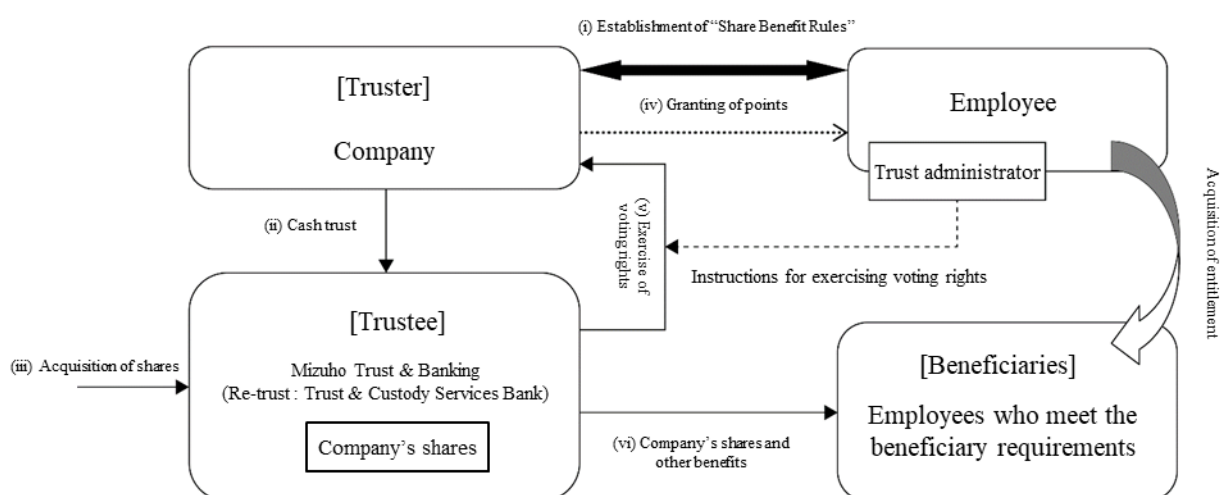 (i) Establishment of “Share Benefit Rules”
[Truster]
Company
(iv) Granting of points
Employee
Trust administrator
Acquisition of entitlement
(ii) Cash trust
(v) Exercise of
voting rights
Instructions for exercising voting rights
(iii) Acquisition of shares
[Trustee]
Mizuho Trust & Banking
(Re-trust : Trust & Custody Services Bank)
Company’s shares
(vi) Company’s shares and
other benefits
[Beneficiaries]
Employees who meet the
beneficiary requirements